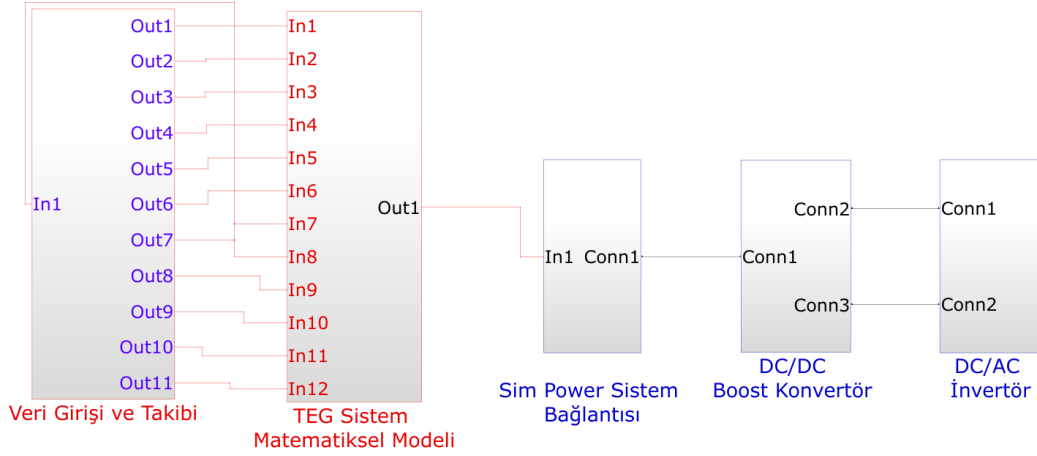 Out1
Out2
Out3
Out4
Out5
Out6
Out7
Out8
Out9
Out10
Out11
In1
Veri Girişi ve Takibi
In1
In2
In3
In4
In5
In6
In7
In8
In9
In10
In11
In12
Out1
TEG Sistem
Matematiksel Modeli
In1 Conn1
Sim Power Sistem
Bağlantısı
Conn2
Conn1
Conn3
DC/DC
Boost Konvertör
Conn1
Conn2
DC/AC
İnvertör